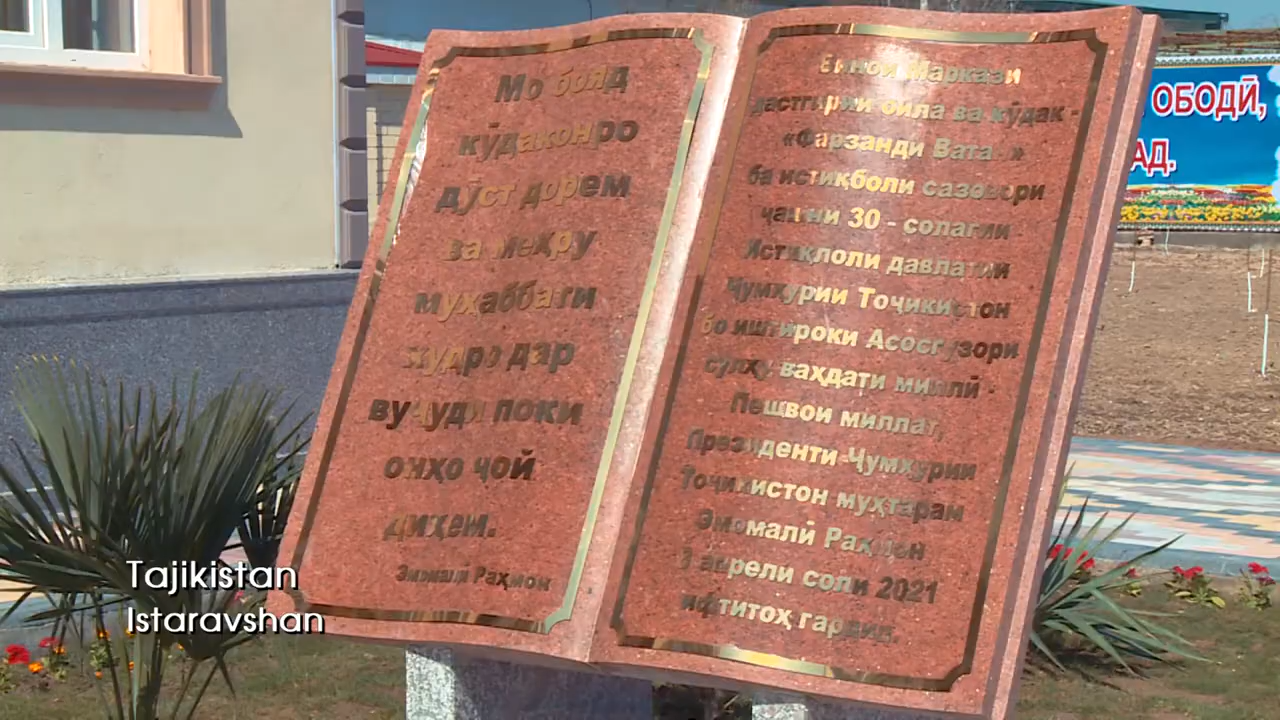 Мо бояд
кӯдаконро
дӯст дорем
ва меҳру
муҳаббати
худро дар
вуҷуди поки
онҳо ҷой
диҳем.
Эмомалӣ Раҳмон
Бинои Маркази
дастгирии оила ва кӯдак -
«Фарзанди Ватан»
ба истиқболи сазовори
ҷашни 30 - солагии
Истиқлоли давлатии
Ҷумҳурии Тоҷикистон
бо иштироки Асосгузори
сулҳу ваҳдати миллӣ -
Пешвои миллат,
Президенти Ҷумҳурии
Тоҷикистон муҳтарам
Эмомалӣ Раҳмон
апрели соли 2021
ифтитоҳ гардид.
ОБОДӢ,
Tajikistan
Istaravshan